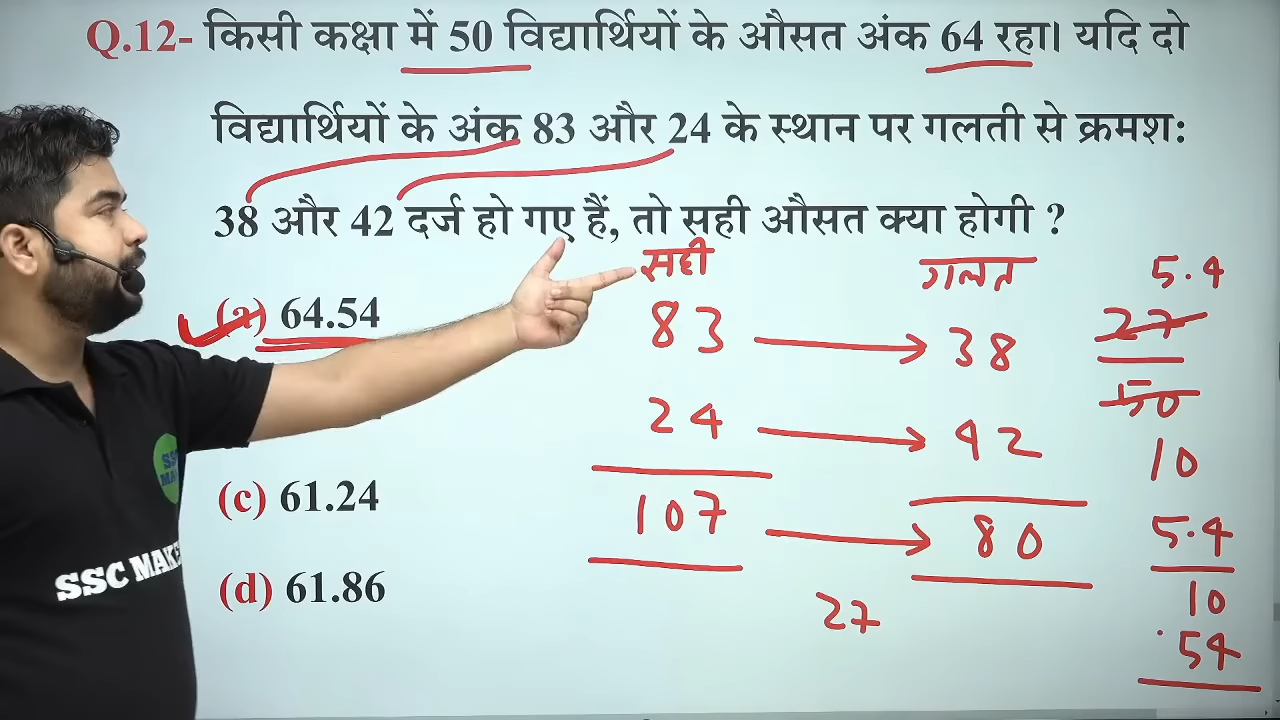 Q.12- किसी कक्षा में 50 विद्यार्थियों के औसत अंक 64 रहा। यदि दो
विद्यार्थियों के अंक 83 और 24 के स्थान पर गलती से क्रमश:
38 और 42 दर्ज हो गए हैं, तो सही औसत क्या होगी ?
(a) 64.54
(c) 61.24
(d) 61.86
सही
83
24
107
गलत
38
42
80
27
5.4
27
50
10
5.4
10
.54
SSC MAKE